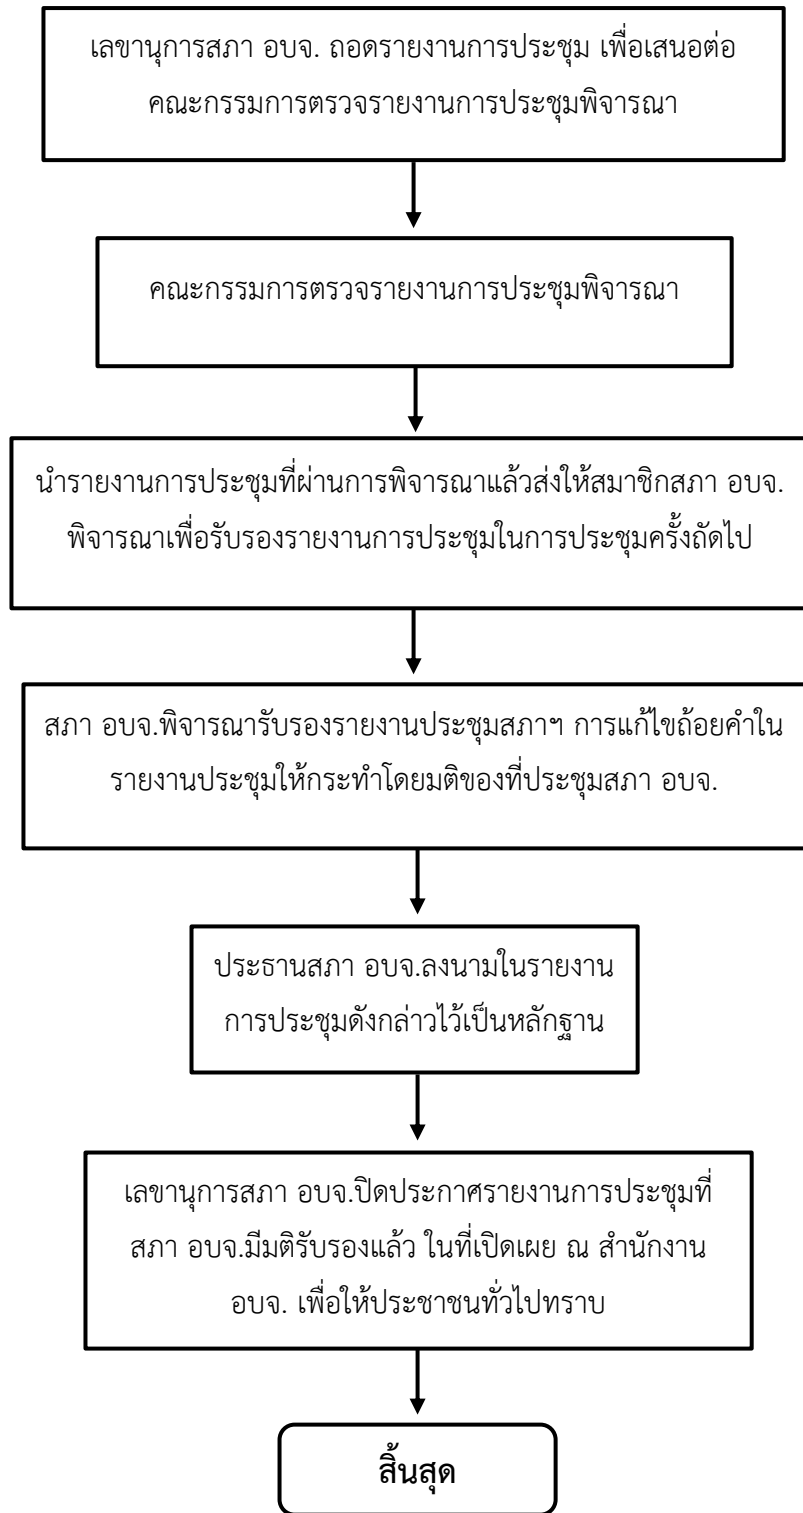 เลขานุการสภา อบจ. ถอดรายงานการประชุม เพื่อเสนอต่อ
คณะกรรมการตรวจรายงานการประชุมพิจารณา
คณะกรรมการตรวจรายงานการประชุมพิจารณา
นำรายงานการประชุมที่ผ่านการพิจารณาแล้วส่งให้สมาชิกสภา อบจ.
พิจารณาเพื่อรับรองรายงานการประชุมในการประชุมครั้งถัดไป
สภา อบจ.พิจารณารับรองรายงานประชุมสภาฯ การแก้ไขถ้อยคำใน
รายงานประชุมให้กระทำโดยมติของที่ประชุมสภา อบจ.
ประธานสภา อบจ.ลงนามในรายงาน
การประชุมดังกล่าวไว้เป็นหลักฐาน
เลขานุการสภา อบจ.ปิดประกาศรายงานการประชุมที่
สภา อบจ.มีมติรับรองแล้ว ในที่เปิดเผย ณ สำนักงาน
อบจ. เพื่อให้ประชาชนทั่วไปทราบ
สิ้นสุด